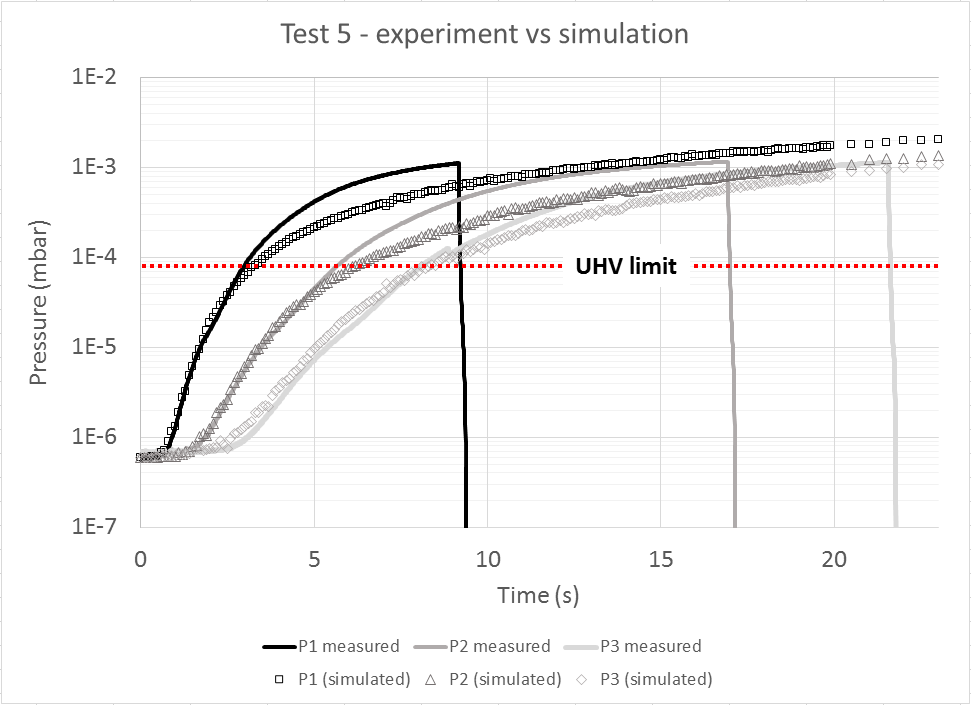 Test 5 - experiment vs simulation
1E-2
1E-3
1E-4
1E-5
1E-6
1E-7
Pressure (mbar)
UHV limit
0 5 10 15 20
Time (s)
P1 measured P2 measured P3 measured
P1 (simulated) P2 (simulated) P3 (simulated)